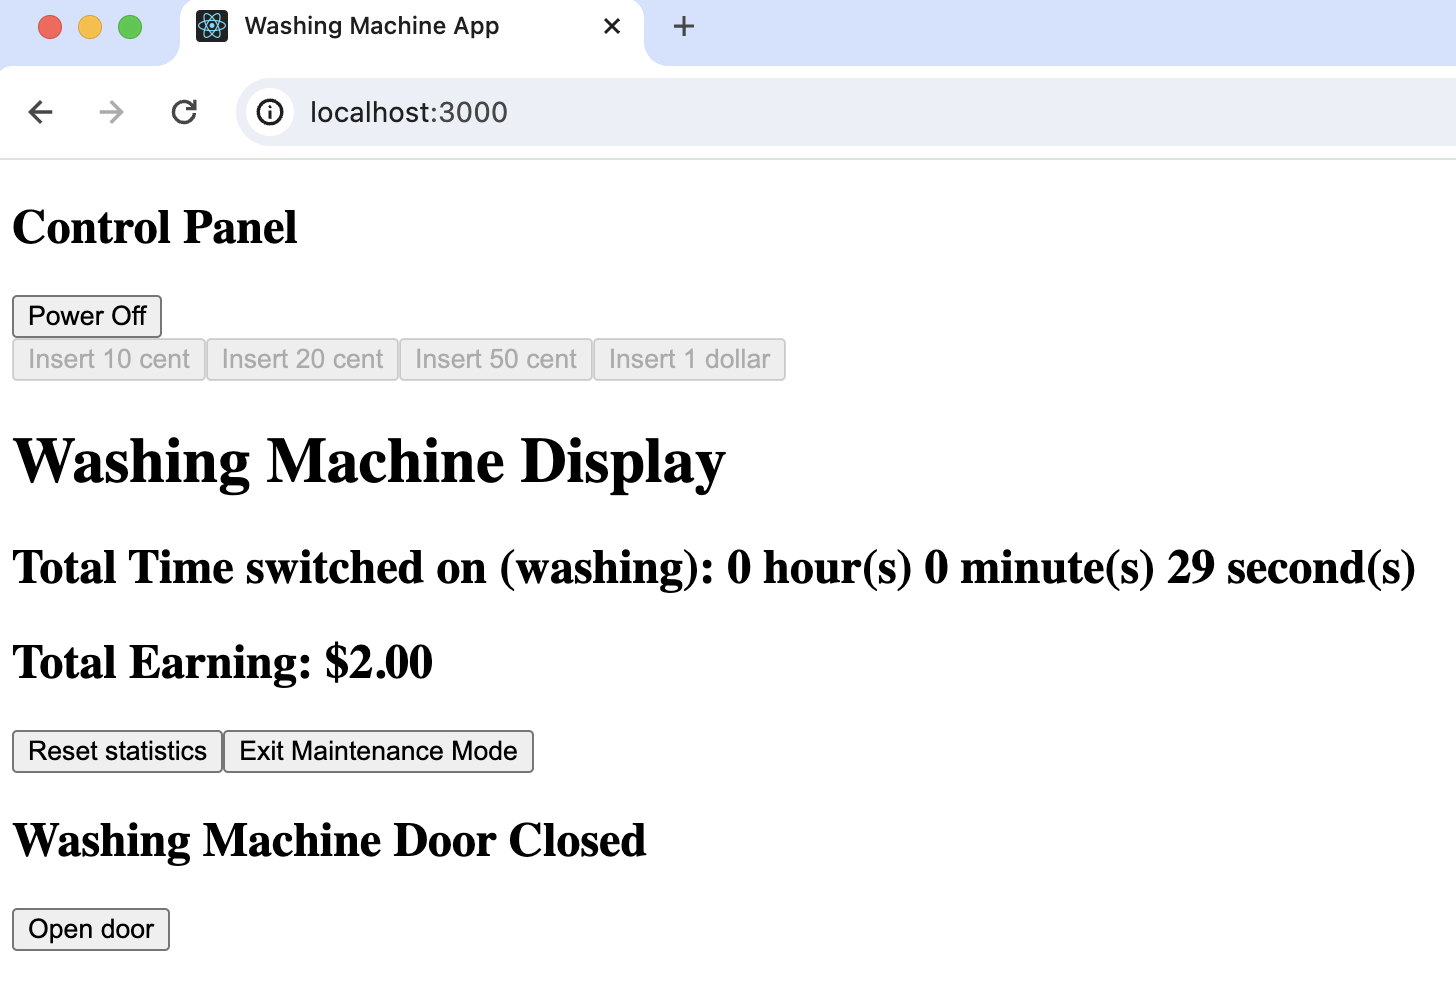 Washing Machine App
localhost:3000
Control Panel
Power Off
Insert 10 cent Insert 20 cent Insert 50 cent Insert 1 dollar
Washing Machine Display
Total Time switched on (washing): 0 hour(s) 0 minute(s) 29 second(s)
Total Earning: $2.00
Reset statistics Exit Maintenance Mode
Washing Machine Door Closed
Open door